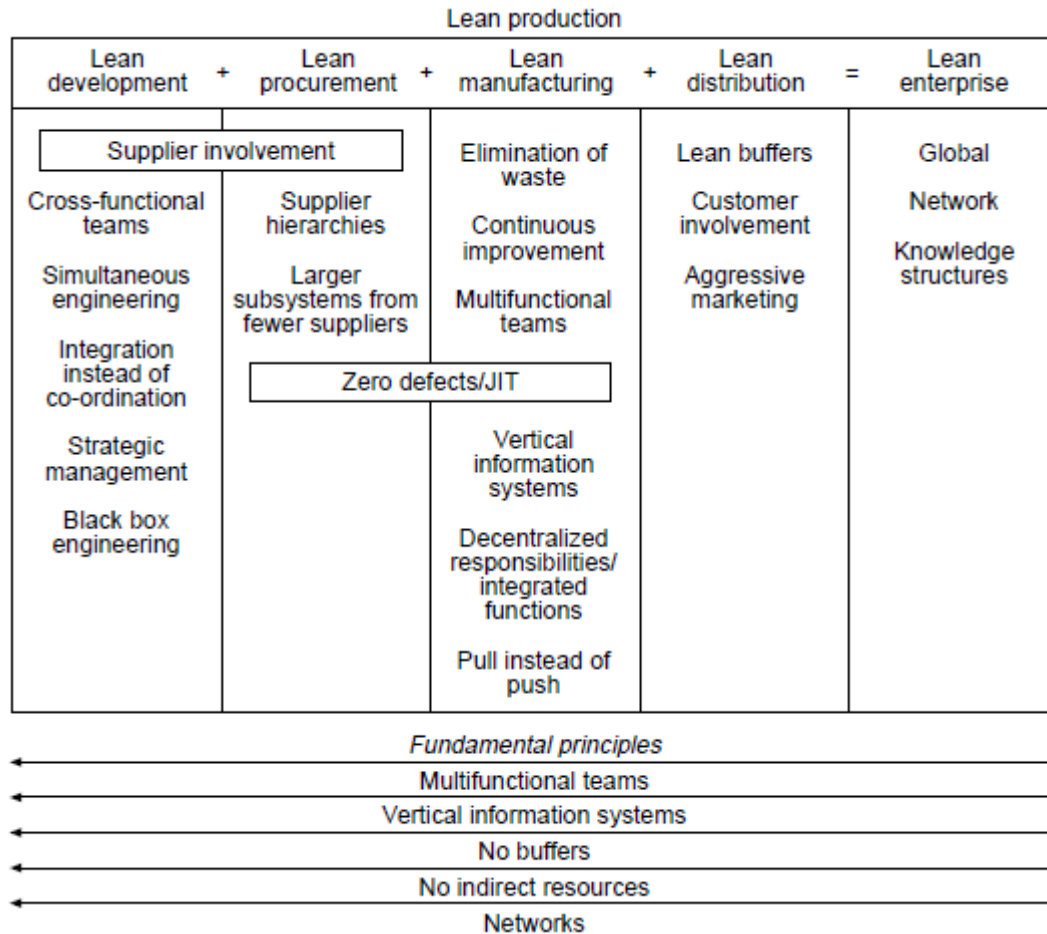 Lean production
Lean
development
+
Lean
procurement
+
Lean
manufacturing
+
Lean
distribution
=
Lean
enterprise
Supplier involvement
Cross-functional
teams
Simultaneous
engineering
Integration
instead of
co-ordination
Strategic
management
Black box
engineering
Supplier
hierarchies
Larger
subsystems from
fewer suppliers
Zero defects/JIT
Elimination of
waste
Continuous
improvement
Multifunctional
teams
Vertical
information
systems
Decentralized
responsibilities/
integrated
functions
Pull instead of
push
Lean buffers
Customer
involvement
Aggressive
marketing
Global
Network
Knowledge
structures
Fundamental principles
Multifunctional teams
Vertical information systems
No buffers
No indirect resources
Networks